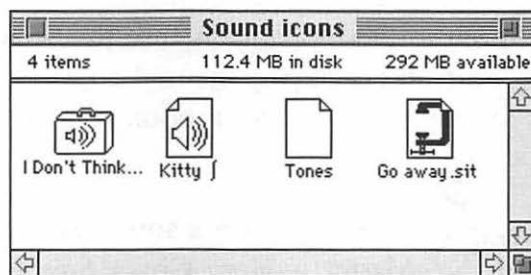 Sound icons
4 items 112.4 MB in disk 292 MB available
I Don't Think... Kitty ∫ Tones Go away.sit